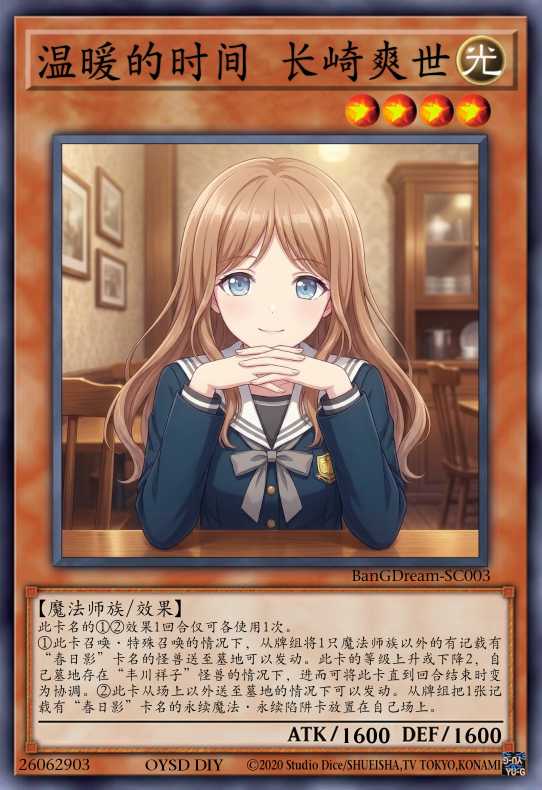 温暖的时间 长崎爽世
光
BanGDream-SC003
【魔法师族/效果】
此卡名的①②效果1回合仅可各使用1次。
①此卡召唤·特殊召唤的情况下，从牌组将1只魔法师族以外的有记载有
“春日影”卡名的怪兽送至墓地可以发动。此卡的等级上升或下降2，自
己墓地存在“丰川祥子”怪兽的情况下，进而可将此卡直到回合结束时变
为协调。②此卡从场上以外送至墓地的情况下可以发动。从牌组把1张记
载有“春日影”卡名的永续魔法·永续陷阱卡放置在自己场上。
ATK/1600 DEF/1600
26062903 OYSD DIY ©2020 Studio Dice/SHUEISHA,TV TOKYO,KONAMI